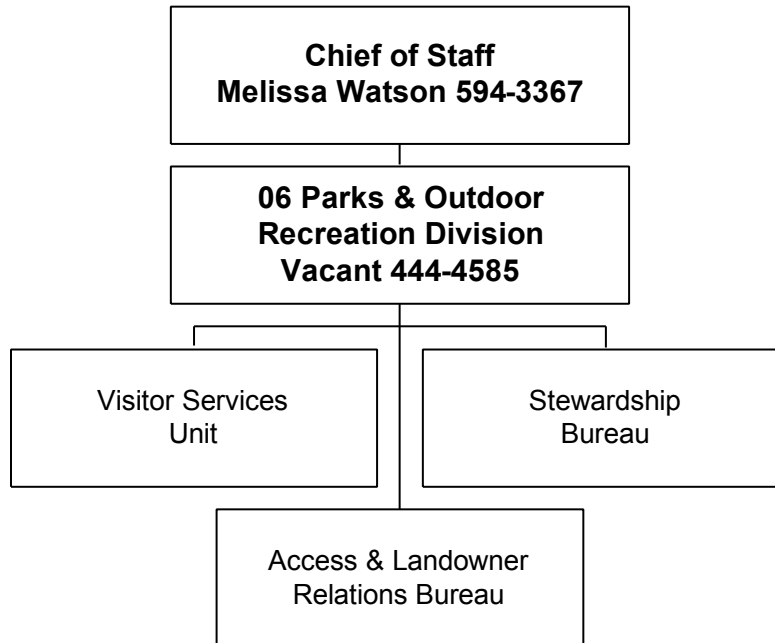 Chief of Staff
Melissa Watson 594-3367
06 Parks & Outdoor
Recreation Division
Vacant 444-4585
Visitor Services
Unit
Stewardship
Bureau
Access & Landowner
Relations Bureau